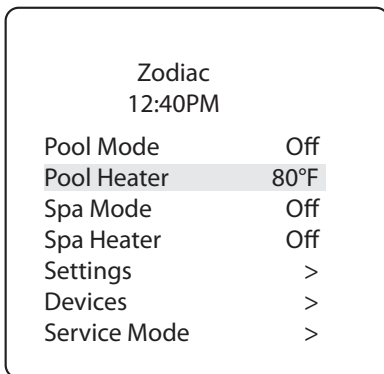 Zodiac
12:40PM
Pool Mode Off
Pool Heater 80°F
Spa Mode Off
Spa Heater Off
Settings >
Devices >
Service Mode >